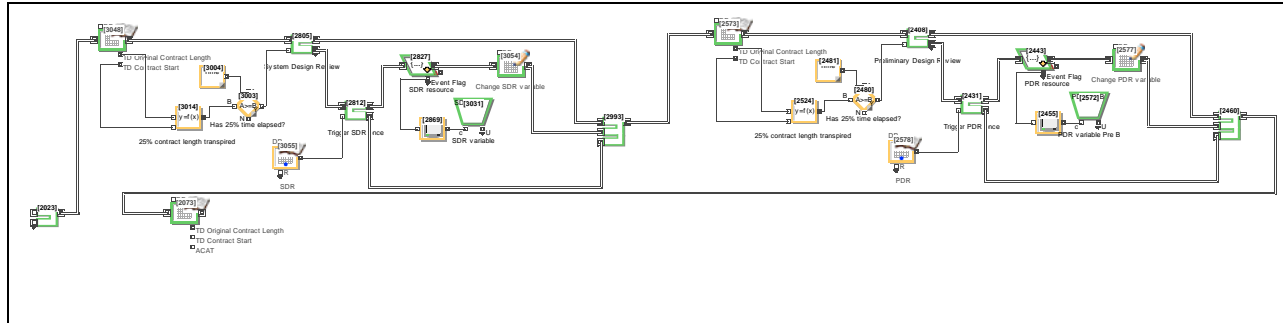 [3048]
TD Original Contract Length
TD Contract Start
[3004]
[3014]
y=f(x)
25% contract length transpired
[3003]
B
A>=B
N
Has 25% time elapsed?
[2805]
System Design Review
[2812]
Trigger SDR once
[3055]
R
SDR
[2827]
{...}
Event Flag
SDR resource
[2869]
[3054]
Change SDR variable
[3031]
C
U
SDR variable
[2993]
[2573]
TD Original Contract Length
TD Contract Start
[2481]
[2524]
y=f(x)
25% contract length transpired
[2480]
B
A>=B
N
Has 25% time elapsed?
[2408]
Preliminary Design Review
[2431]
Trigger PDR once
[2578]
R
PDR
[2443]
{...}
Event Flag
PDR resource
[2455]
[2577]
Change PDR variable
[2572]
C
U
PDR variable Pre B
[2460]
[2023]
[2073]
TD Original Contract Length
TD Contract Start
ACAT